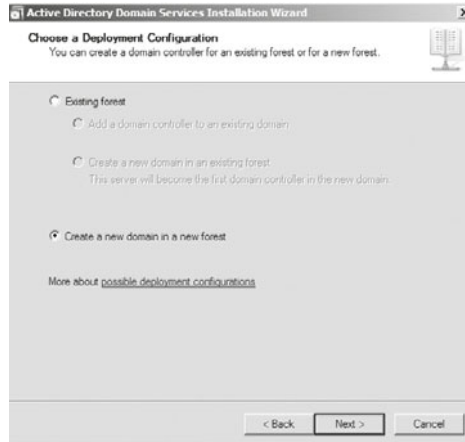 Active Directory Domain Services Installation Wizard
Choose a Deployment Configuration
You can create a domain controller for an existing forest or for a new forest.
Existing forest
Add a domain controller to an existing domain
Create a new domain in an existing forest
This server will become the first domain controller in the new domain.
Create a new domain in a new forest
More about possible deployment configurations
< Back Next > Cancel